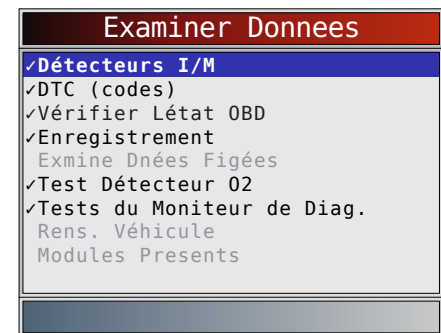 Examiner Donnees
✓Détecteurs I/M
✓DTC (codes)
✓Vérifier Létat OBD
✓Enregistrement
Exmine Dnées Figées
✓Test Détecteur O2
✓Tests du Moniteur de Diag.
Rens. Véhicule
Modules Presents